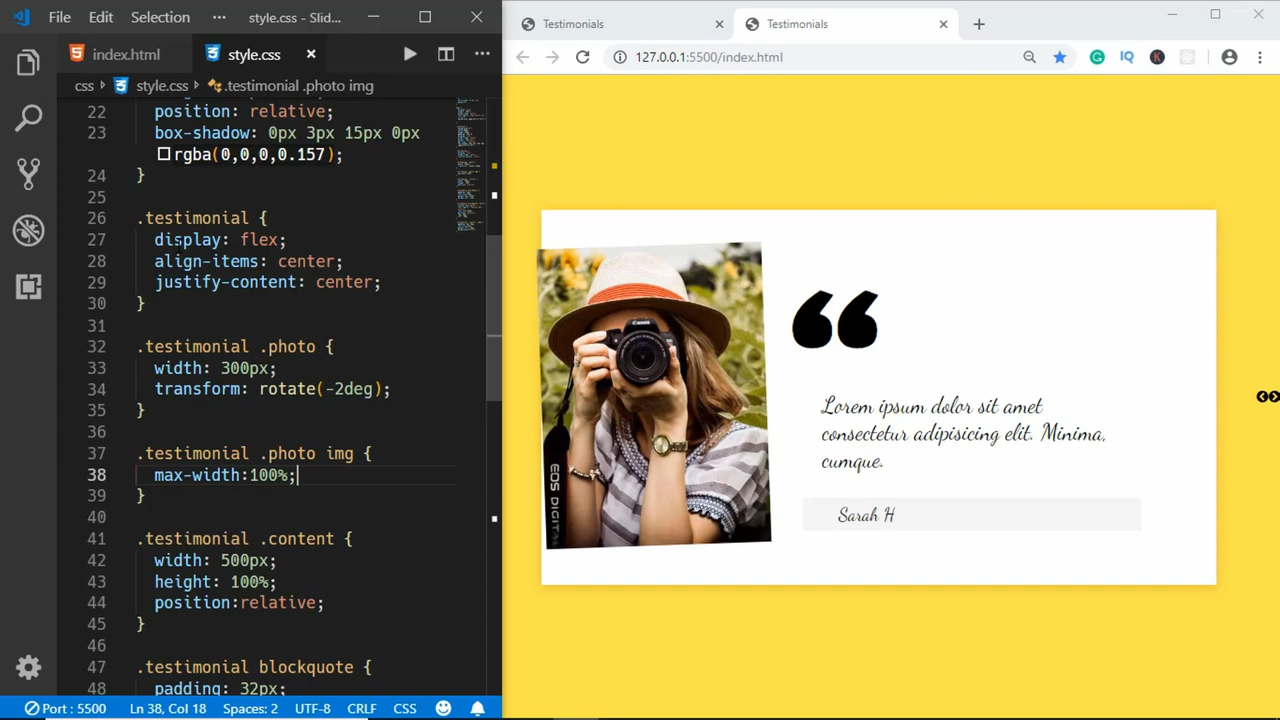 File Edit Selection ··· style.css - Slid...
index.html style.css
css > style.css > .testimonial .photo img
22 position: relative;
23 box-shadow: 0px 3px 15px 0px
rgba(0,0,0,0.157);
24 }
25
26 .testimonial {
27 display: flex;
28 align-items: center;
29 justify-content: center;
30 }
31
32 .testimonial .photo {
33 width: 300px;
34 transform: rotate(-2deg);
35 }
36
37 .testimonial .photo img {
38 max-width:100%;
39 }
40
41 .testimonial .content {
42 width: 500px;
43 height: 100%;
44 position:relative;
45 }
46
47 .testimonial blockquote {
48 padding: 32px;
Port : 5500 Ln 38, Col 18 Spaces: 2 UTF-8 CRLF CSS
Testimonials Testimonials
127.0.0.1:5500/index.html
IQ K
Canon
EOS DIGITA
“
Lorem ipsum dolor sit amet
consectetur adipisicing elit. Minima,
cumque.
Sarah H